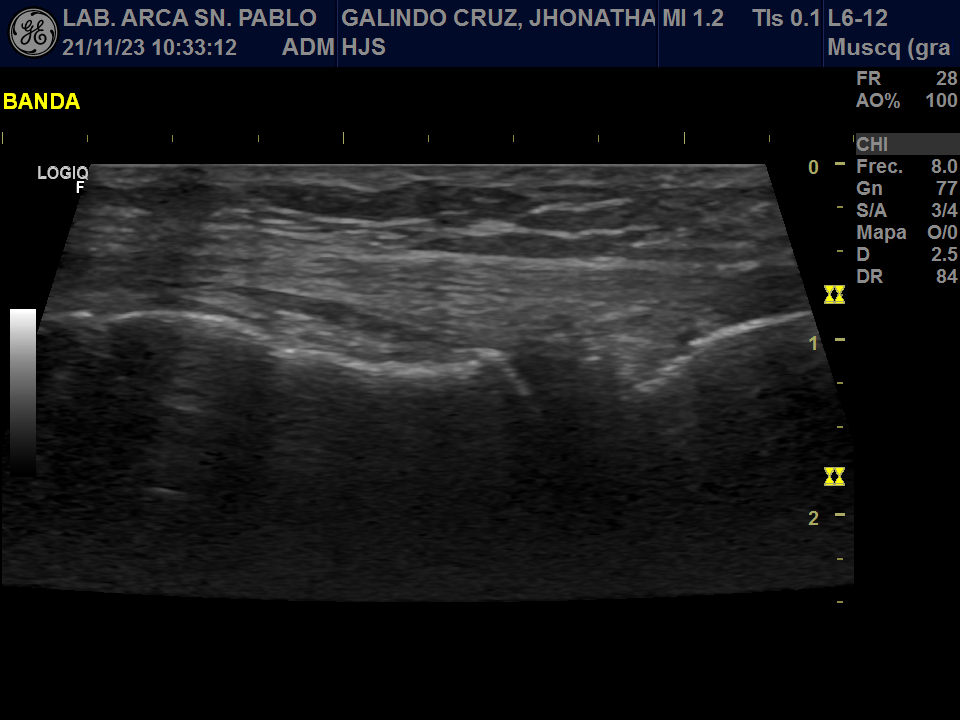 LAB. ARCA SN. PABLO
GALINDO CRUZ, JHONATHA
MI 1.2
TIs 0.1
L6-12
21/11/23 10:33:12
ADM
HJS
Muscq (gra
FR 28
AO% 100
BANDA
CHI
Frec. 8.0
Gn 77
S/A 3/4
Mapa O/0
D 2.5
DR 84
LOGIQ
F
0
1
2